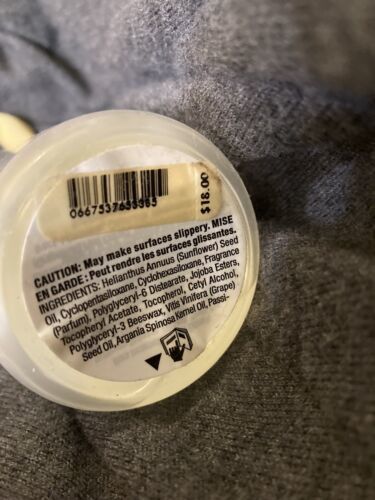 0667537633363
$18.00
CAUTION: May make surfaces slippery. MISE
EN GARDE: Peut rendre les surfaces glissantes.
INGREDIENTS: Helianthus Annuus (Sunflower) Seed
Oil, Cyclopentasiloxane, Cyclohexasiloxane, Fragrance
(Parfum), Polyglyceryl-6 Distearate, Jojoba Esters,
Tocopheryl Acetate, Tocopherol, Cetyl Alcohol,
Polyglyceryl-3 Beeswax, Vitis Vinifera (Grape)
Seed Oil, Argania Spinosa Kernel Oil, Passi-